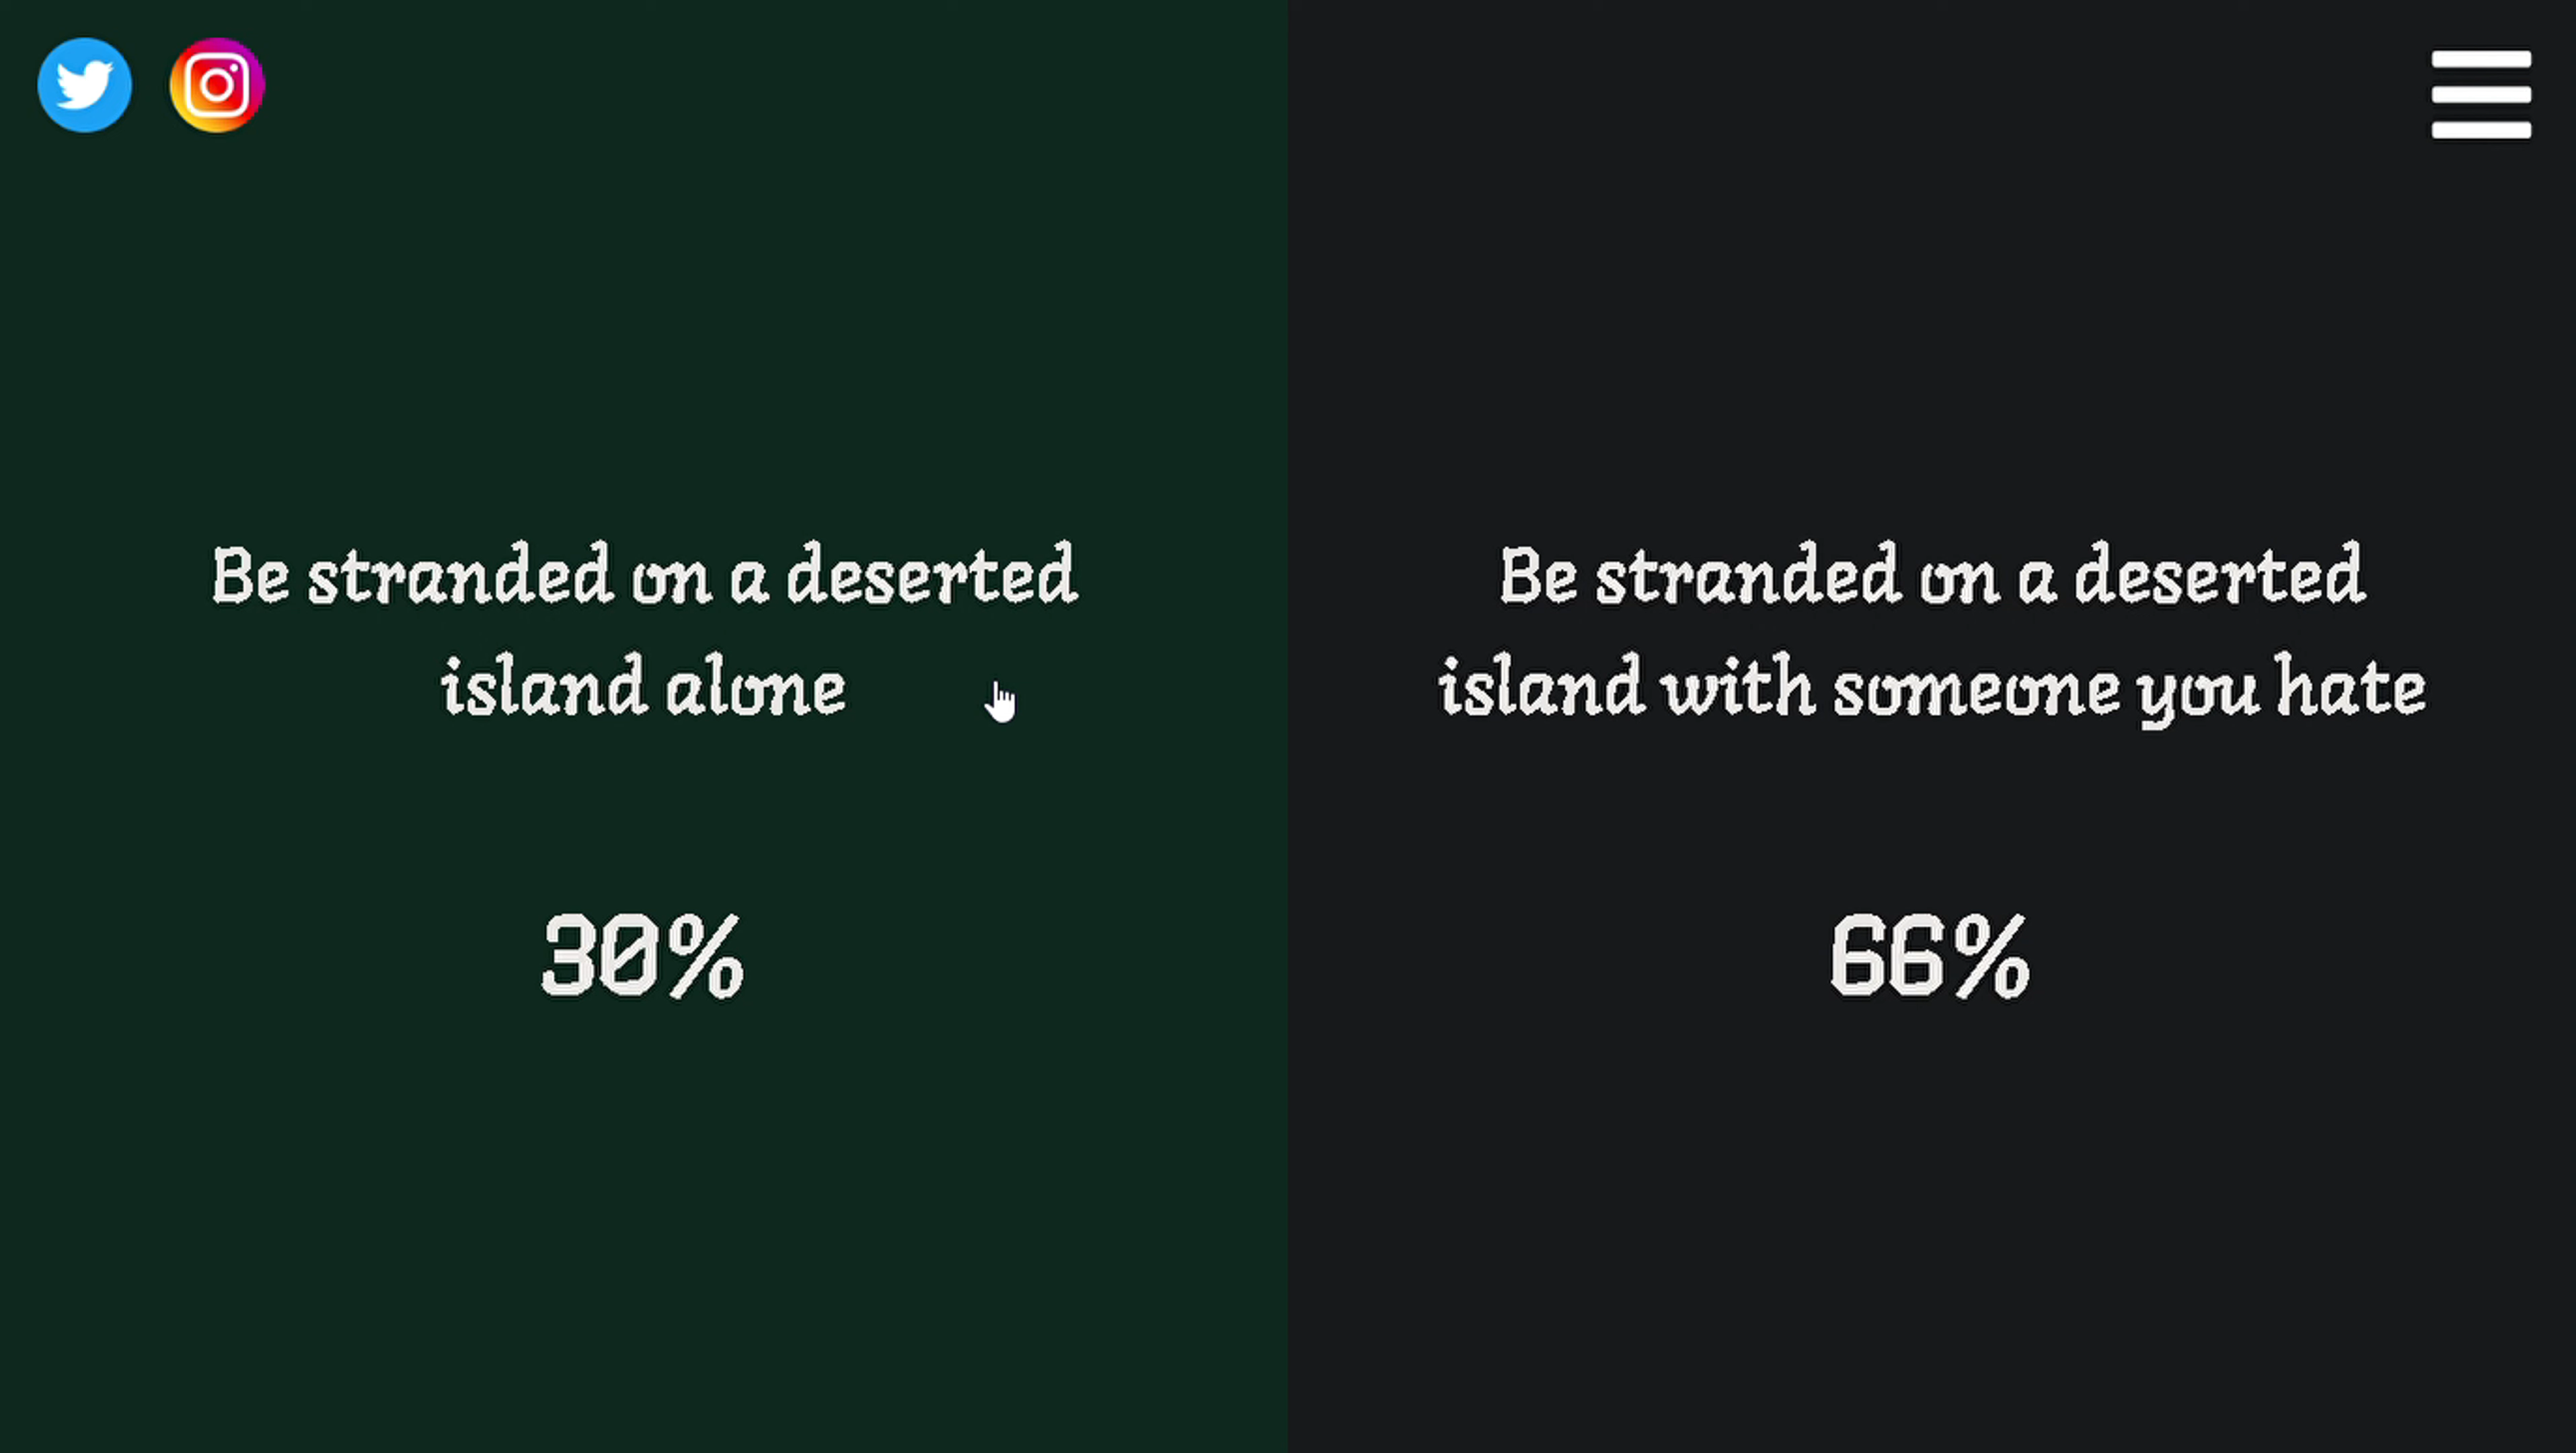 Be stranded on a deserted
island alone
30%
Be stranded on a deserted
island with someone you hate
66%